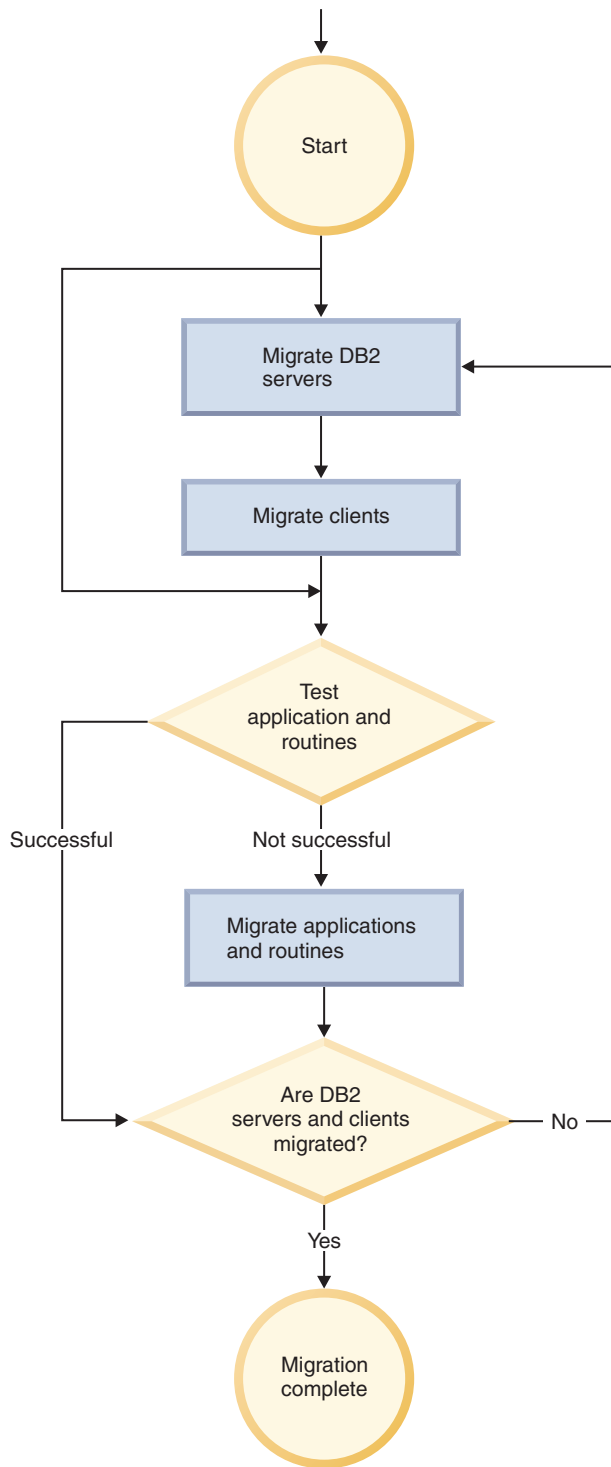 Start
Migrate DB2
servers
Migrate clients
Test
application and
routines
Successful
Not successful
Migrate applications
and routines
Are DB2
servers and clients
migrated?
No
Yes
Migration
complete